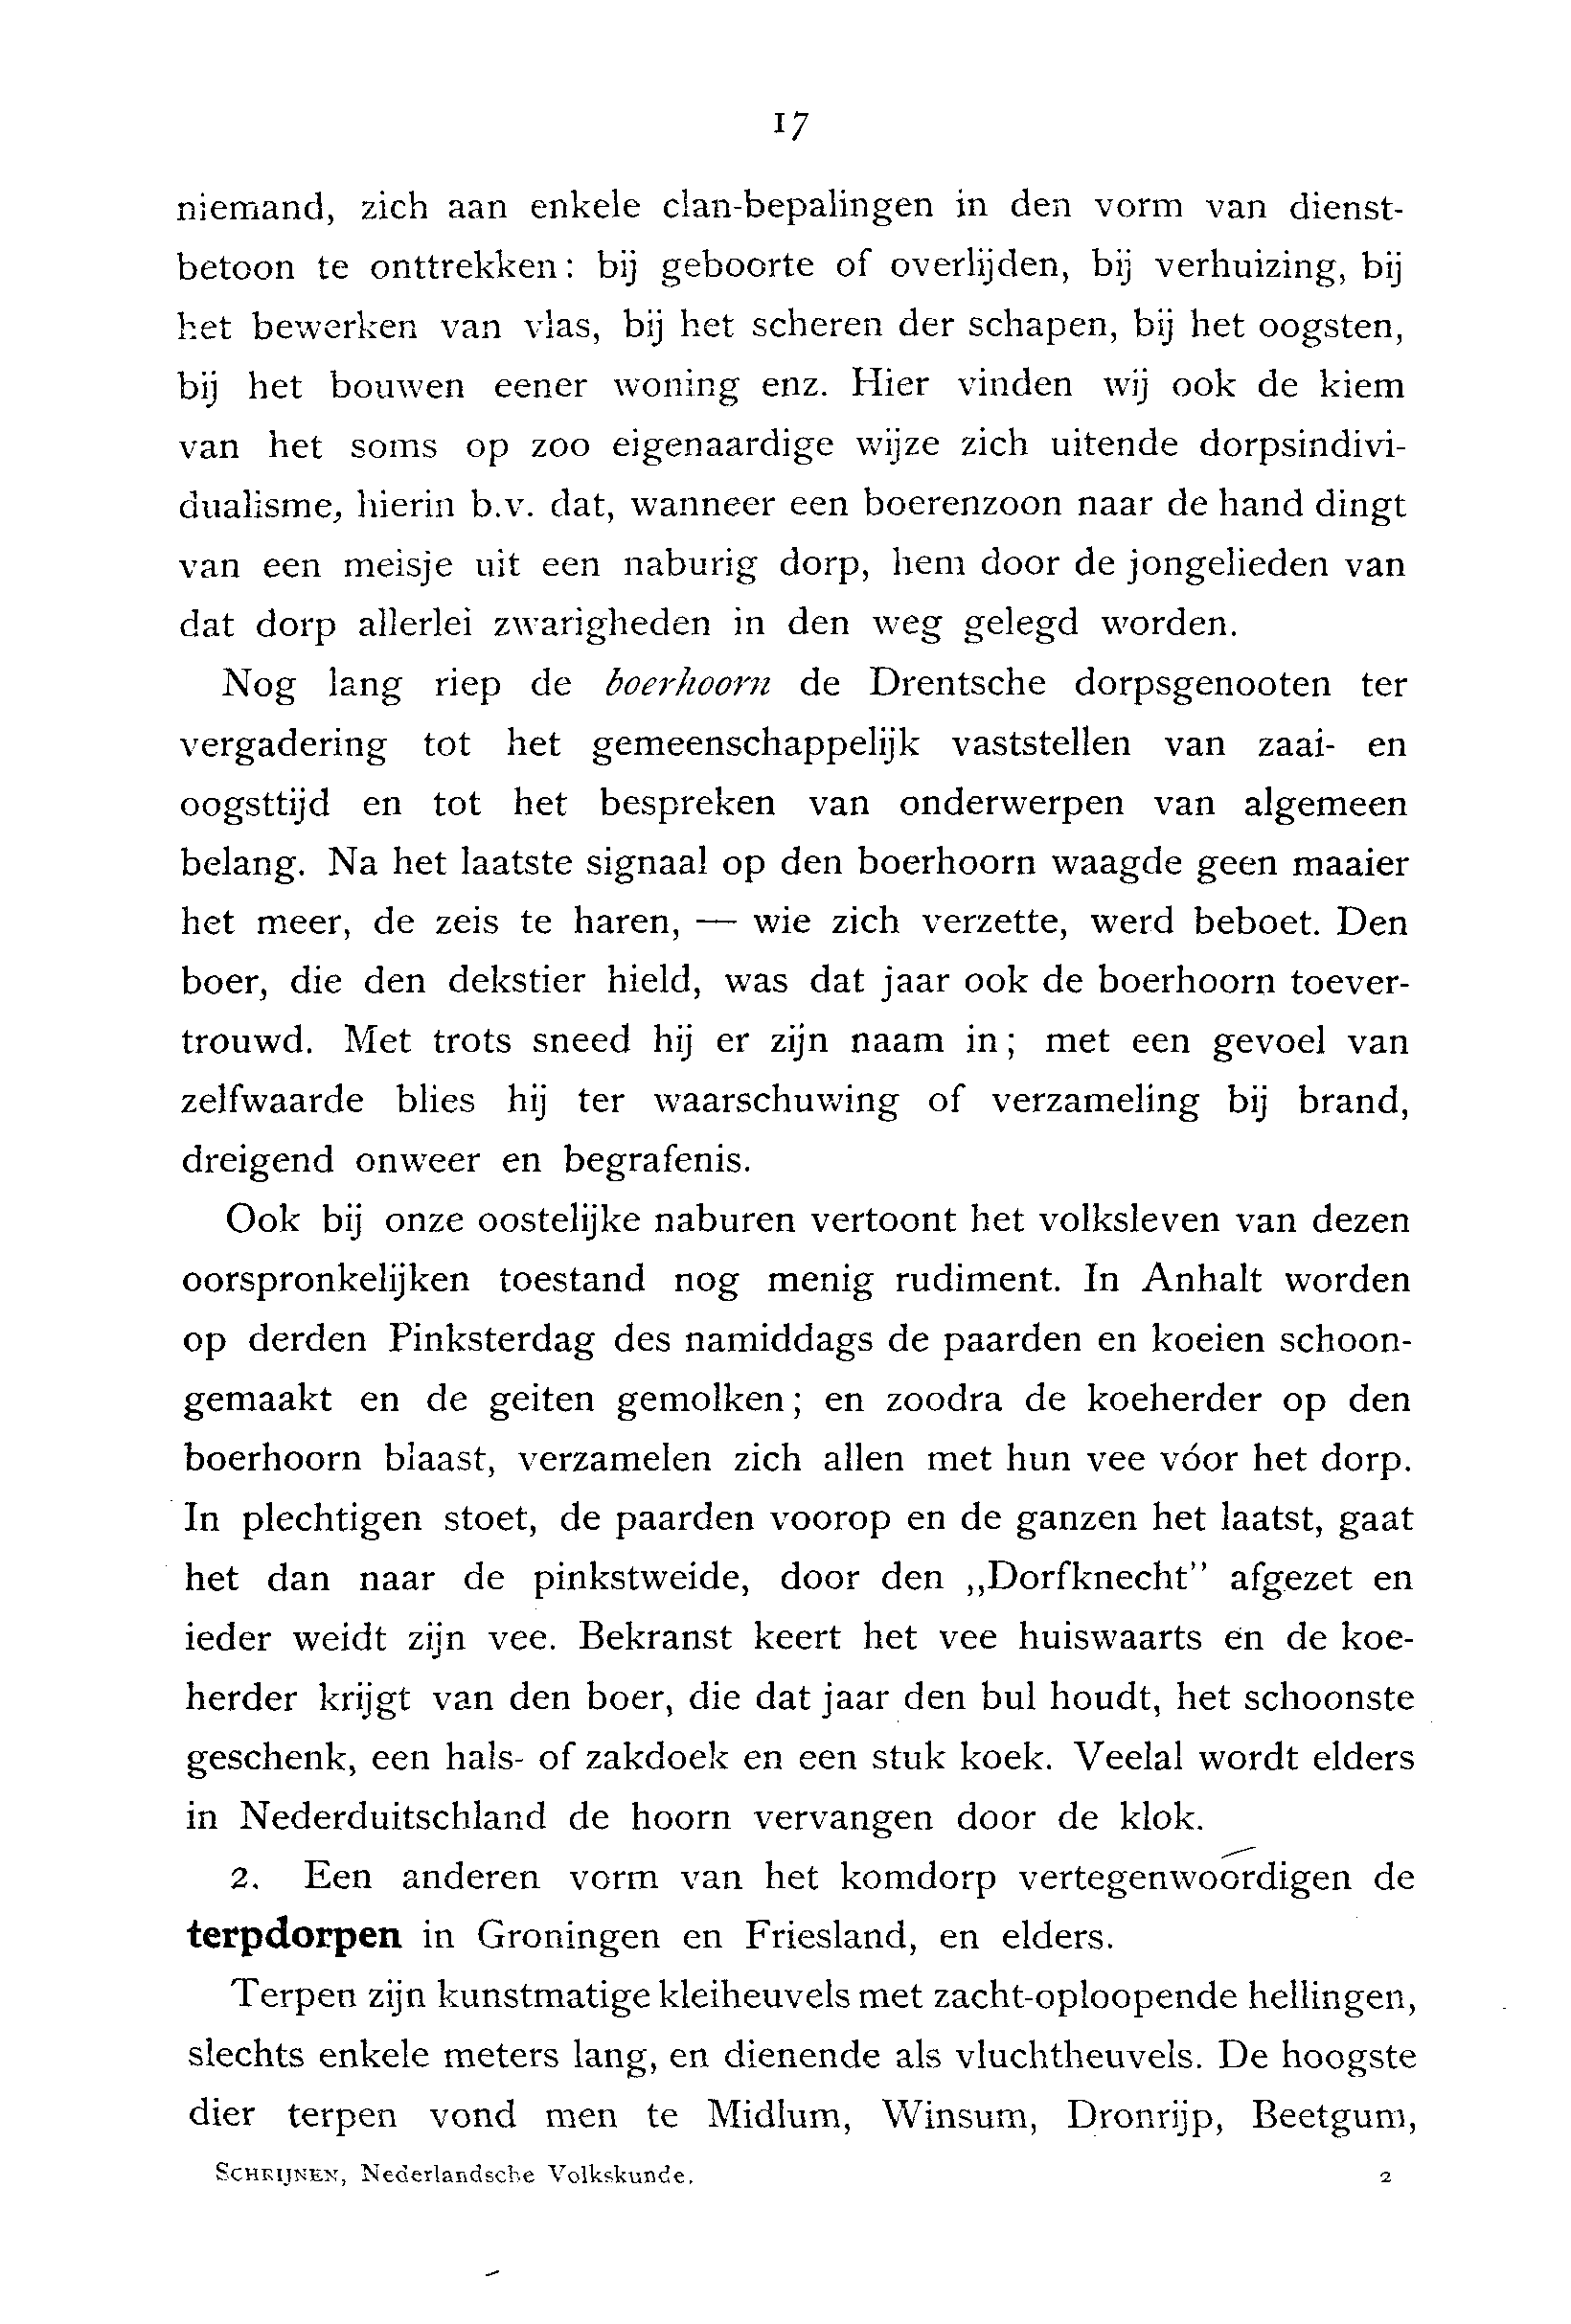 17
niemand, zich aan enkele clan-bepalingen in den vorm van dienst-
betoon te onttrekken: bij geboorte of overlijden, bij verhuizing, bij
het bewerken van vlas, bij het scheren der schapen, bij het oogsten,
bij het bouwen eener woning enz. Hier vinden wij ook de kiem
van het soms op zoo eigenaardige wijze zich uitende dorpsindivi-
dualisme, hierin b.v. dat, wanneer een boerenzoon naar de hand dingt
van een meisje uit een naburig dorp, hem door de jongelieden van
dat dorp allerlei zwarigheden in den weg gelegd worden.
Nog lang riep de boerhoorn de Drentsche dorpsgenooten ter
vergadering tot het gemeenschappelijk vaststellen van zaai- en
oogsttijd en tot het bespreken van onderwerpen van algemeen
belang. Na het laatste signaal op den boerhoorn waagde geen maaier
het meer, de zeis te haren, — wie zich verzette, werd beboet. Den
boer, die den dekstier hield, was dat jaar ook de boerhoorn toever-
trouwd. Met trots sneed hij er zijn naam in; met een gevoel van
zelfwaarde blies hij ter waarschuwing of verzameling bij brand,
dreigend onweer en begrafenis.
Ook bij onze oostelijke naburen vertoont het volksleven van dezen
oorspronkelijken toestand nog menig rudiment. In Anhalt worden
op derden Pinksterdag des namiddags de paarden en koeien schoon-
gemaakt en de geiten gemolken; en zoodra de koeherder op den
boerhoorn blaast, verzamelen zich allen met hun vee vóor het dorp.
In plechtigen stoet, de paarden voorop en de ganzen het laatst, gaat
het dan naar de pinkstweide, door den „Dorfknecht” afgezet en
ieder weidt zijn vee. Bekranst keert het vee huiswaarts en de koe-
herder krijgt van den boer, die dat jaar den bul houdt, het schoonste
geschenk, een hals- of zakdoek en een stuk koek. Veelal wordt elders
in Nederduitschland de hoorn vervangen door de klok.
2. Een anderen vorm van het komdorp vertegenwoordigen de
terpdorpen in Groningen en Friesland, en elders.
Terpen zijn kunstmatige kleiheuvels met zacht-oploopende hellingen,
slechts enkele meters lang, en dienende als vluchtheuvels. De hoogste
dier terpen vond men te Midlum, Winsum, Dronrijp, Beetgum,
SCHRIJNEN, Nederlandsche Volkskunde. 2